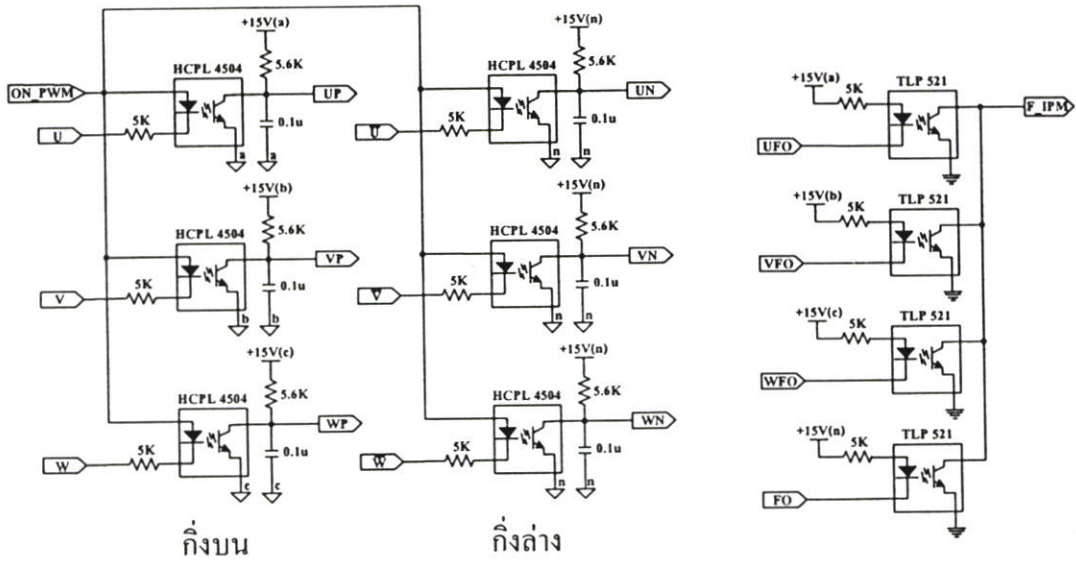 +15V(a)
5.6K
HCPL 4504
ON_PWM
UP
U
5K
0.1u
a
a
+15V(n)
5.6K
HCPL 4504
UN
U̅
5K
0.1u
n
n
+15V(b)
5.6K
HCPL 4504
VP
V
5K
0.1u
b
b
+15V(n)
5.6K
HCPL 4504
VN
V̅
5K
0.1u
n
n
+15V(c)
5.6K
HCPL 4504
WP
W
5K
0.1u
c
c
+15V(n)
5.6K
HCPL 4504
WN
W̅
5K
0.1u
n
n
กิ่งบน
กิ่งล่าง
+15V(a)
5K
TLP 521
F_IPM
UFO
+15V(b)
5K
TLP 521
VFO
+15V(c)
5K
TLP 521
WFO
+15V(n)
5K
TLP 521
FO